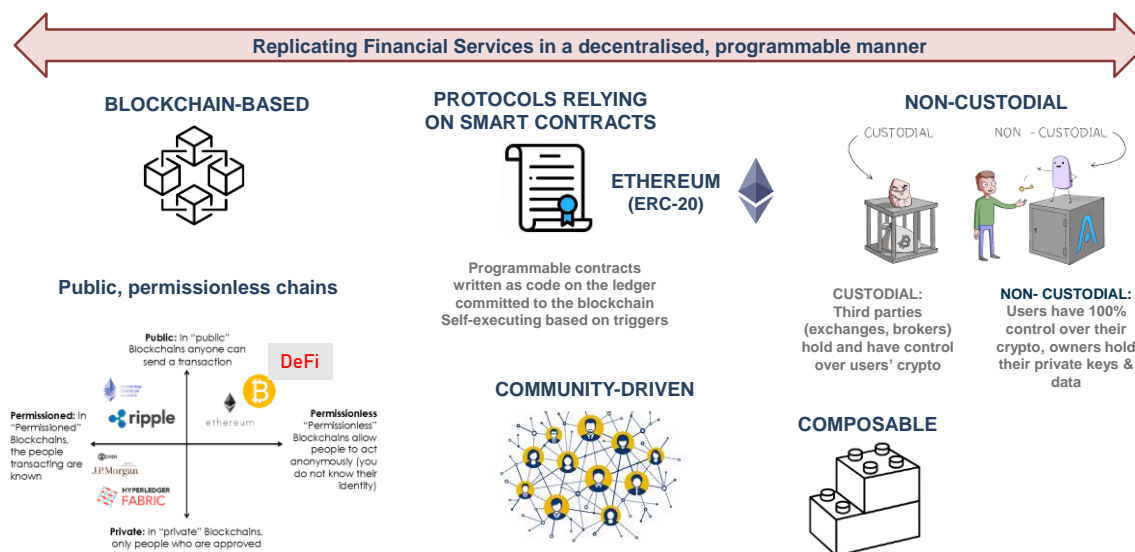 Replicating Financial Services in a decentralised, programmable manner
BLOCKCHAIN-BASED
Public, permissionless chains
Public: In "public"
Blockchains anyone can
send a transaction
DeFi
ENTERPRISE
ETHEREUM
ALLIANCE
ripple
ethereum
Permissioned: In
"Permissioned"
Blockchains,
the people
transacting are
known
Permissionless
"Permissionless"
Blockchains allow
people to act
anonymously (you
do not know their
identity)
J.P.Morgan
HYPERLEDGER
FABRIC
Private: In "private" Blockchains,
only people who are approved
PROTOCOLS RELYING
ON SMART CONTRACTS
ETHEREUM
(ERC-20)
Programmable contracts
written as code on the ledger
committed to the blockchain
Self-executing based on triggers
COMMUNITY-DRIVEN
NON-CUSTODIAL
CUSTODIAL
NON - CUSTODIAL
CUSTODIAL:
Third parties
(exchanges, brokers)
hold and have control
over users' crypto
NON- CUSTODIAL:
Users have 100%
control over their
crypto, owners hold
their private keys &
data
COMPOSABLE